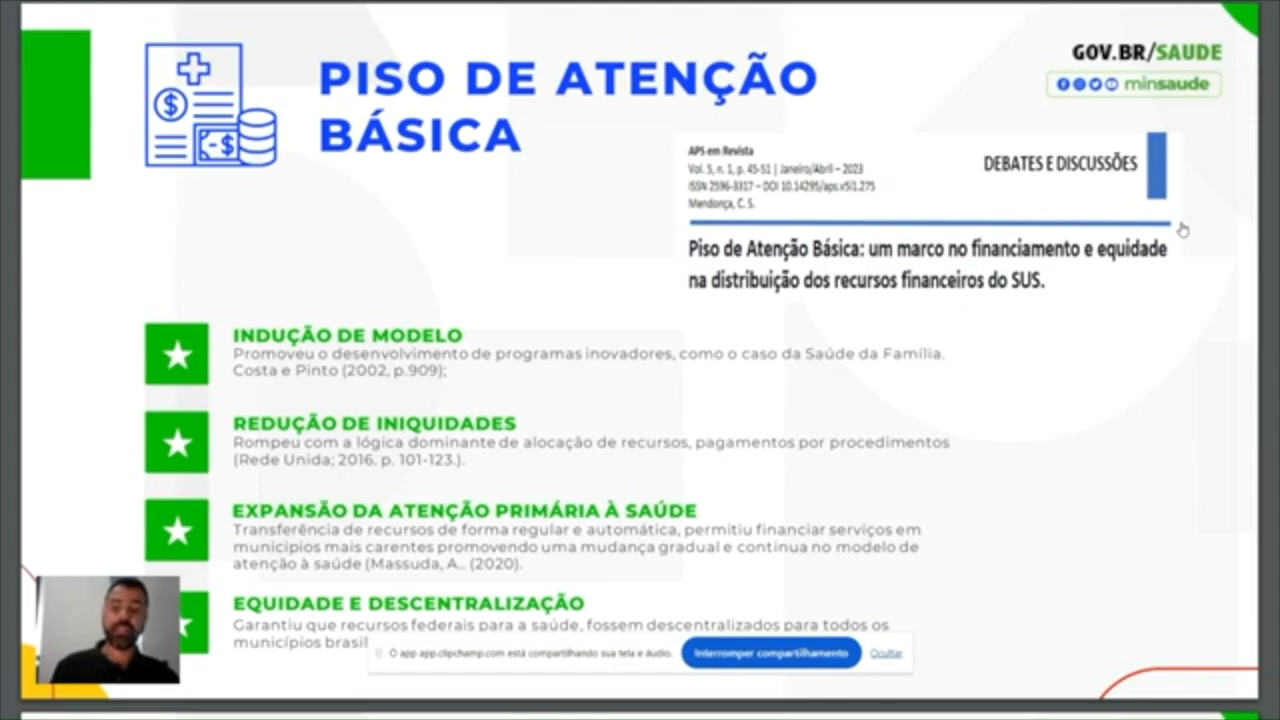 PISO DE ATENÇÃO
BÁSICA
GOV.BR/SAUDE
minsaude
APS em Revista
Vol. 5, n. 1, p. 45-51 | Janeiro/Abril – 2023
ISSN 2596-3317 – DOI 10.14295/aps.v5i1.275
Mendonça, C. S.
DEBATES E DISCUSSÕES
Piso de Atenção Básica: um marco no financiamento e equidade
na distribuição dos recursos financeiros do SUS.
INDUÇÃO DE MODELO
Promoveu o desenvolvimento de programas inovadores, como o caso da Saúde da Família.
Costa e Pinto (2002, p.909);
REDUÇÃO DE INIQUIDADES
Rompeu com a lógica dominante de alocação de recursos, pagamentos por procedimentos
(Rede Unida; 2016. p. 101-123.).
EXPANSÃO DA ATENÇÃO PRIMÁRIA À SAÚDE
Transferência de recursos de forma regular e automática, permitiu financiar serviços em
municipios mais carentes promovendo uma mudança gradual e continua no modelo de
atenção à saúde (Massuda, A.. (2020).
EQUIDADE E DESCENTRALIZAÇÃO
Garantiu que recursos federais para a saúde, fossem descentralizados para todos os
municípios brasil
O app app.clipchamp.com está compartilhando sua tela e áudio.
Interromper compartilhamento
Ocultar